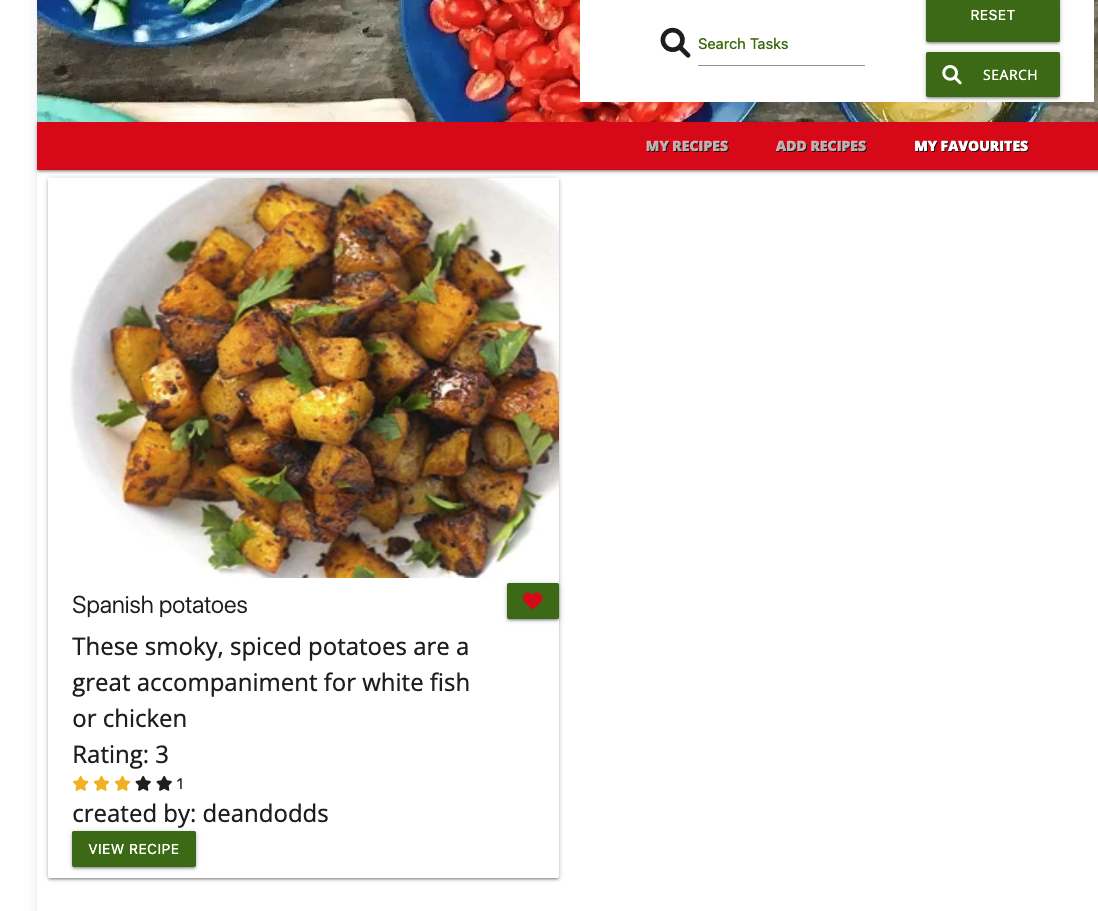 RESET
Search Tasks
SEARCH
MY RECIPES ADD RECIPES MY FAVOURITES
Spanish potatoes
These smoky, spiced potatoes are a
great accompaniment for white fish
or chicken
Rating: 3
1
created by: deandodds
VIEW RECIPE